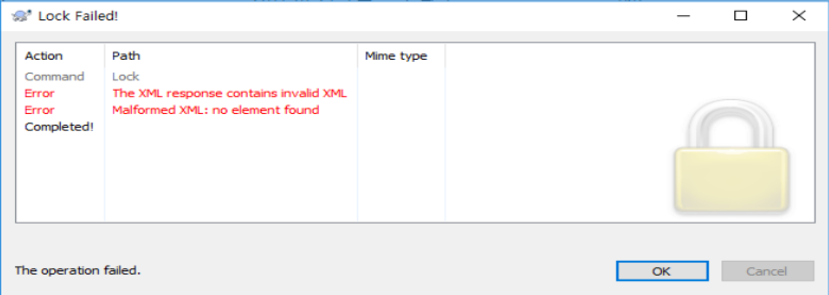 Lock Failed!
Action Path Mime type
Command Lock
Error The XML response contains invalid XML
Error Malformed XML: no element found
Completed!
The operation failed.
OK Cancel